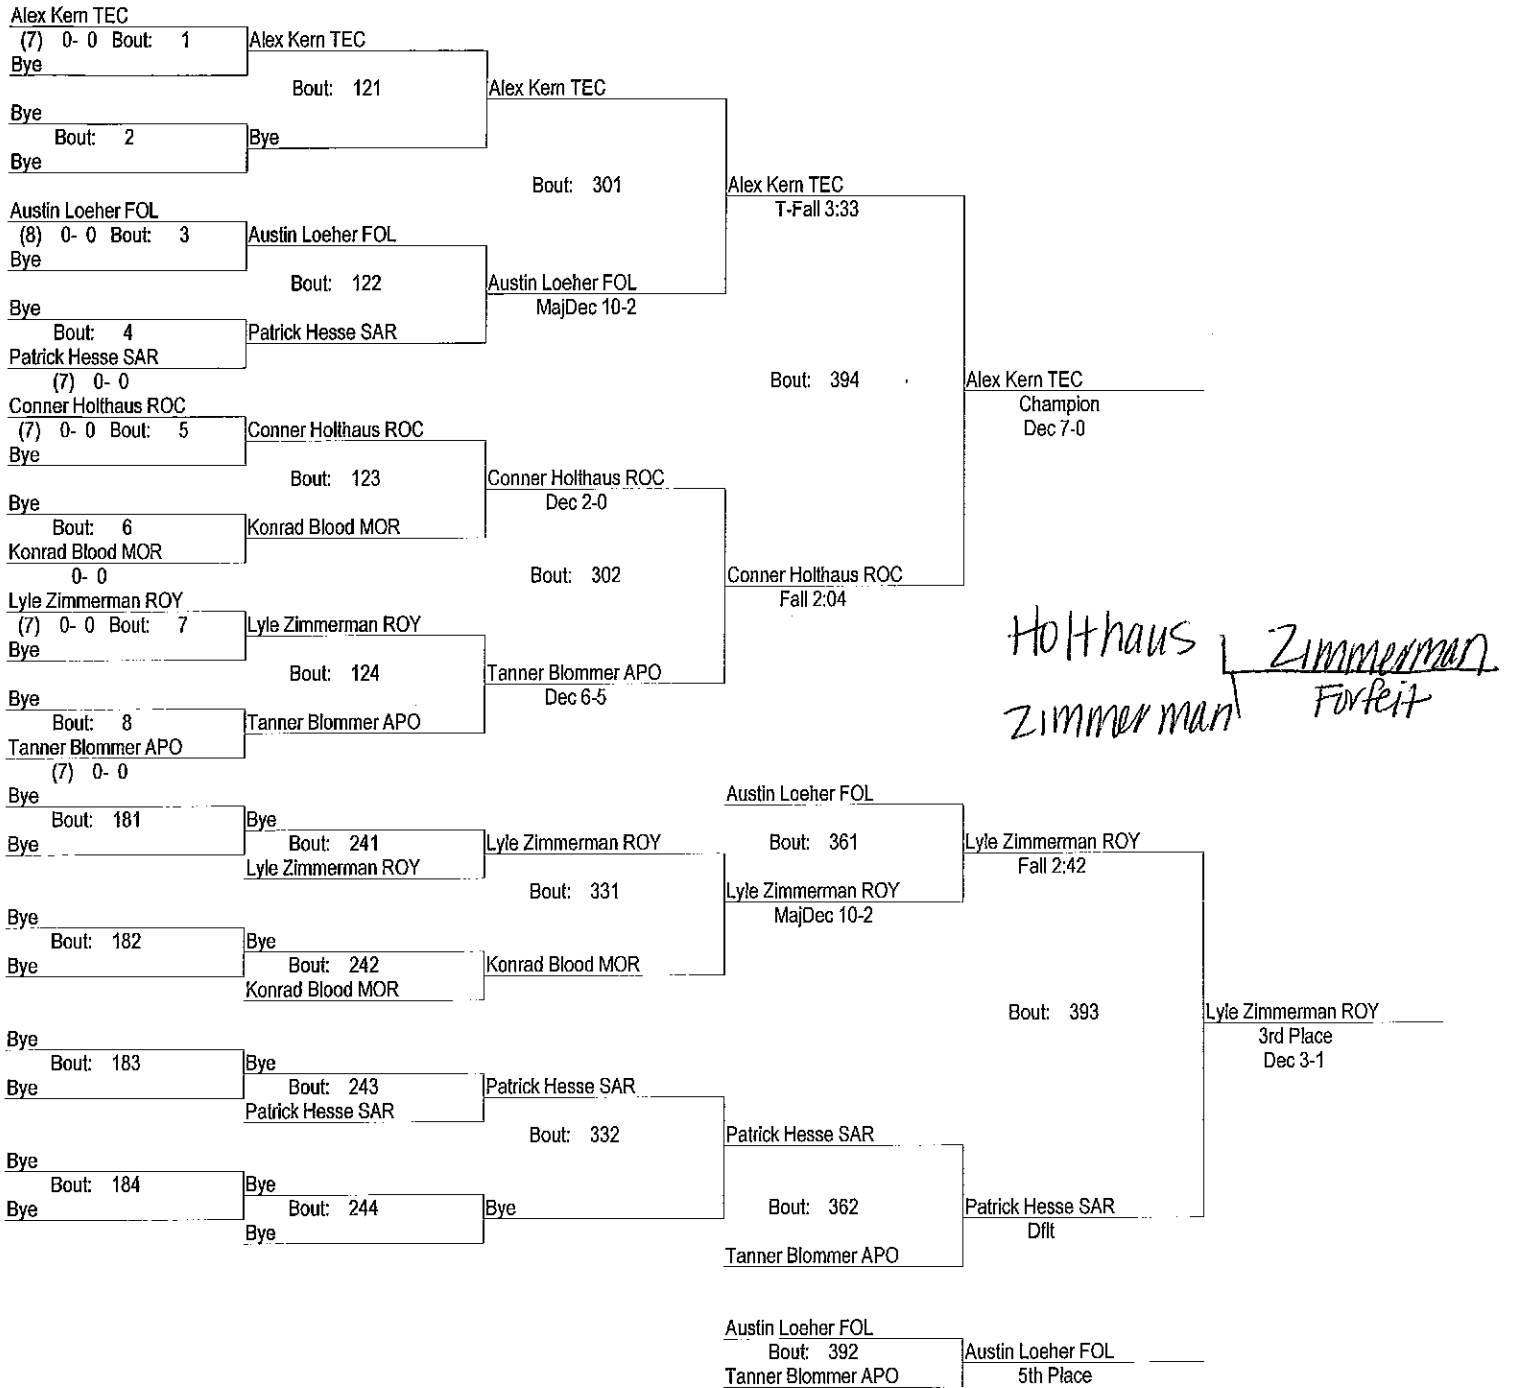 Alex Kern TEC
(7) 0- 0 Bout: 1
Bye
Bye
Bout: 2
Bye
Austin Loeher FOL
(8) 0- 0 Bout: 3
Bye
Bye
Bout: 4
Patrick Hesse SAR
(7) 0- 0
Conner Holthaus ROC
(7) 0- 0 Bout: 5
Bye
Bye
Bout: 6
Konrad Blood MOR
0- 0
Lyle Zimmerman ROY
(7) 0- 0 Bout: 7
Bye
Bye
Bout: 8
Tanner Blommer APO
(7) 0- 0
Alex Kern TEC
Bout: 121
Bye
Austin Loeher FOL
Bout: 122
Patrick Hesse SAR
Conner Holthaus ROC
Bout: 123
Konrad Blood MOR
Lyle Zimmerman ROY
Bout: 124
Tanner Blommer APO
Alex Kern TEC
Bout: 301
Austin Loeher FOL
MajDec 10-2
Conner Holthaus ROC
Dec 2-0
Bout: 302
Tanner Blommer APO
Dec 6-5
Alex Kern TEC
T-Fall 3:33
Bout: 394
Conner Holthaus ROC
Fall 2:04
Alex Kern TEC
Champion
Dec 7-0
Holthaus
Zimmerman
Zimmerman
Forfeit
Bye
Bout: 181
Bye
Bye
Bout: 182
Bye
Bye
Bout: 183
Bye
Bye
Bout: 184
Bye
Bye
Bout: 241
Lyle Zimmerman ROY
Bye
Bout: 242
Konrad Blood MOR
Bye
Bout: 243
Patrick Hesse SAR
Bye
Bout: 244
Bye
Lyle Zimmerman ROY
Bout: 331
Konrad Blood MOR
Patrick Hesse SAR
Bout: 332
Bye
Austin Loeher FOL
Bout: 361
Lyle Zimmerman ROY
MajDec 10-2
Patrick Hesse SAR
Bout: 362
Tanner Blommer APO
Lyle Zimmerman ROY
Fall 2:42
Bout: 393
Patrick Hesse SAR
Dflt
Lyle Zimmerman ROY
3rd Place
Dec 3-1
Austin Loeher FOL
Bout: 392
Tanner Blommer APO
Austin Loeher FOL
5th Place